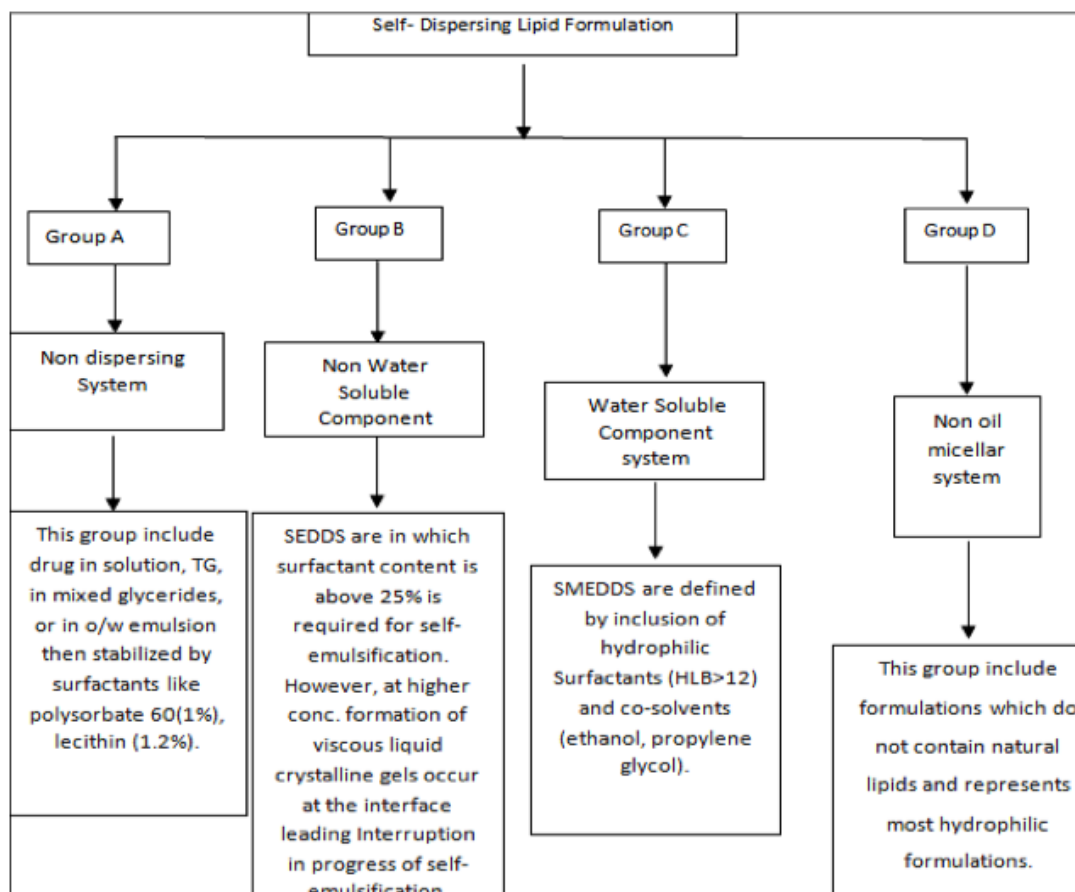 Self- Dispersing Lipid Formulation
Group A
Group B
Group C
Group D
Non dispersing
System
Non Water
Soluble
Component
Water Soluble
Component
system
Non oil
micellar
system
This group include
drug in solution, TG,
in mixed glycerides,
or in o/w emulsion
then stabilized by
surfactants like
polysorbate 60(1%),
lecithin (1.2%).
SEDDS are in which
surfactant content is
above 25% is
required for self-
emulsification.
However, at higher
conc. formation of
viscous liquid
crystalline gels occur
at the interface
leading Interruption
in progress of self-
emulsification
SMEDDS are defined
by inclusion of
hydrophilic
Surfactants (HLB>12)
and co-solvents
(ethanol, propylene
glycol).
This group include
formulations which do
not contain natural
lipids and represents
most hydrophilic
formulations.